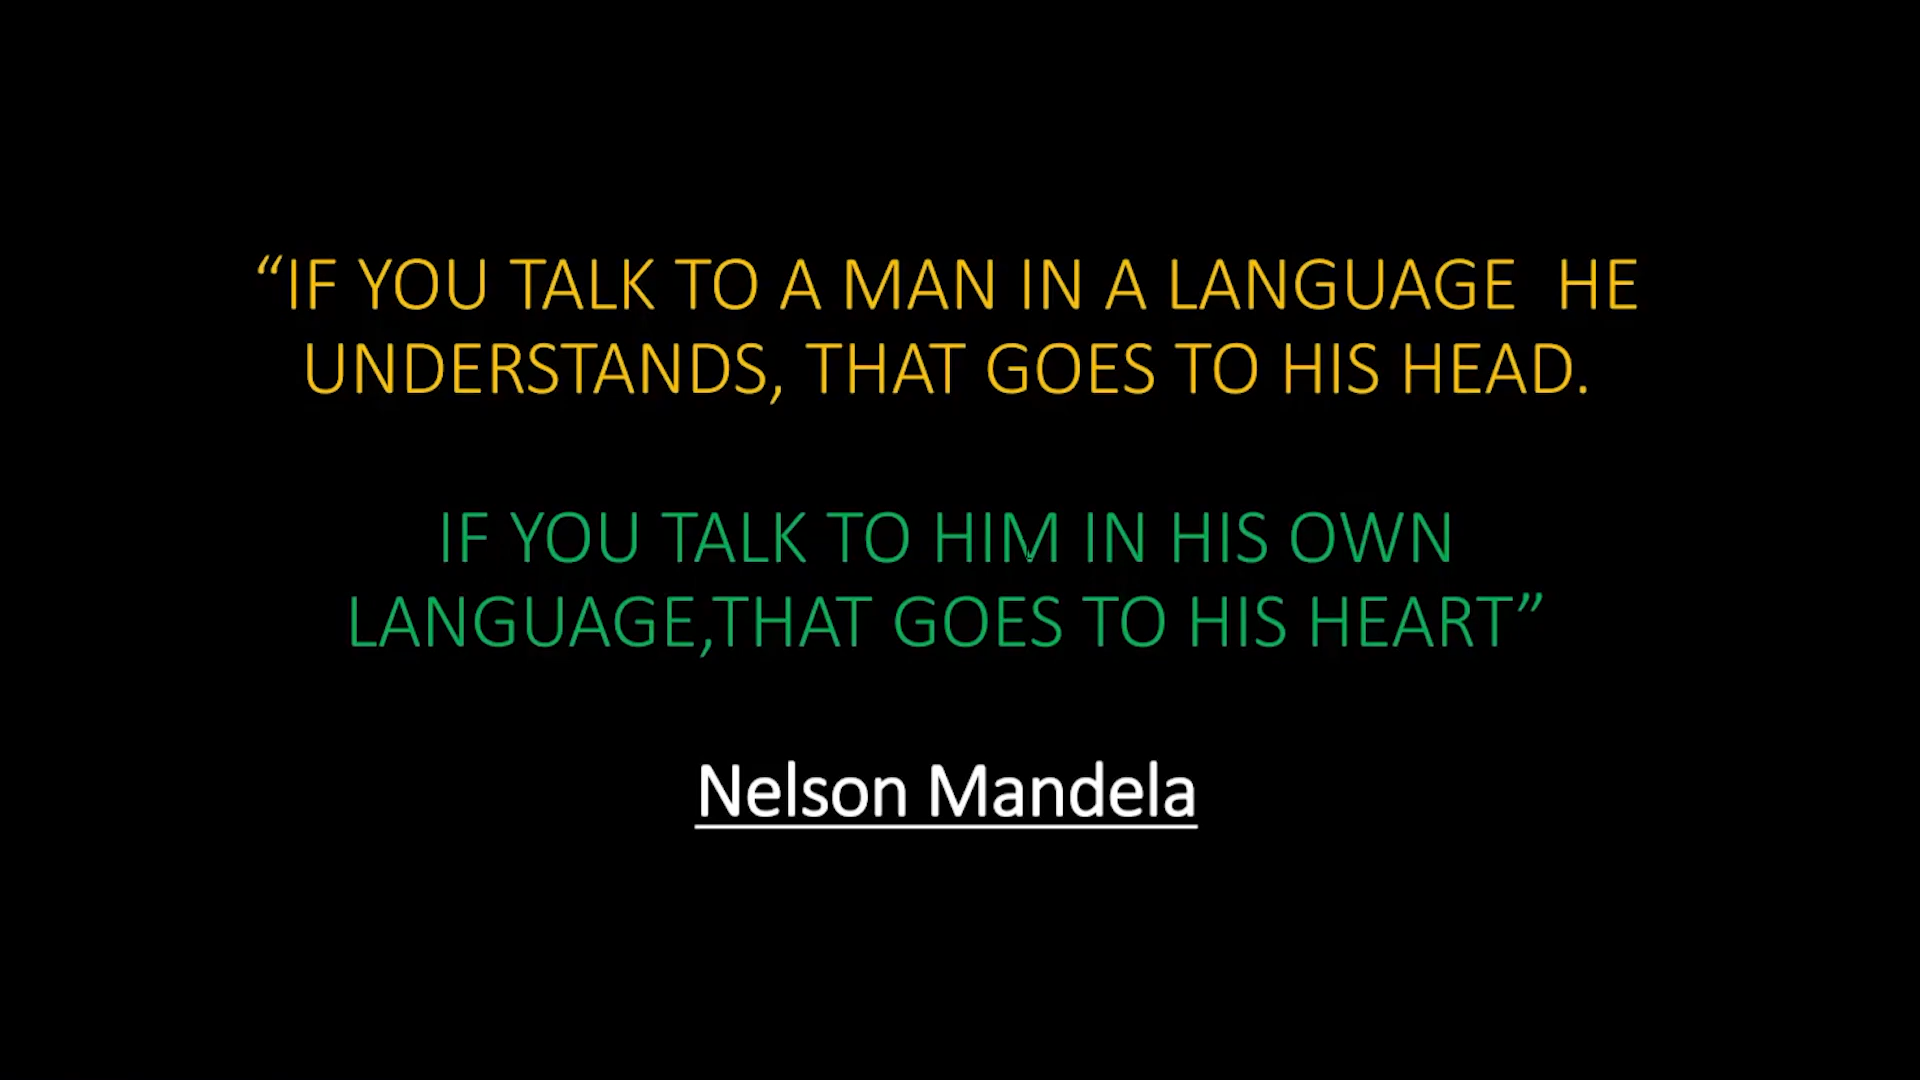 “IF YOU TALK TO A MAN IN A LANGUAGE  HE
UNDERSTANDS, THAT GOES TO HIS HEAD.
IF YOU TALK TO HIM IN HIS OWN
LANGUAGE,THAT GOES TO HIS HEART”
Nelson Mandela